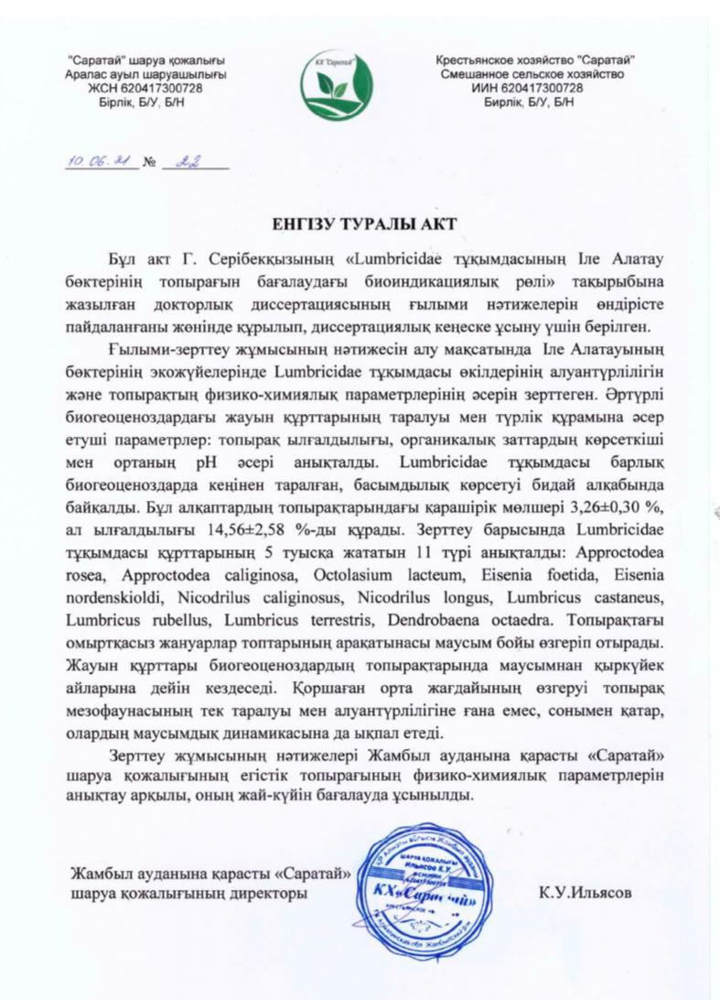 "Саратай" шаруа қожалығы
Аралас ауыл шаруашылығы
ЖСН 620417300728
Бірлік, Б/У, Б/Н
КХ "Саратай"
Крестьянское хозяйство "Саратай"
Смешанное сельское хозяйство
ИИН 620417300728
Бирлік, Б/У, Б/Н
10.06.21 № 22
ЕНГІЗУ ТУРАЛЫ АКТ
Бұл акт Г. Серібекқызының «Lumbricidae тұқымдасының Іле Алатау
бөктерінің топырағын бағалаудағы биоиндикациялық рөлі» тақырыбына
жазылған докторлық диссертациясының ғылыми нәтижелерін өндірісте
пайдаланғаны жөнінде құрылып, диссертациялық кеңеске ұсыну үшін берілген.
Ғылыми-зерттеу жұмысының нәтижесін алу мақсатында Іле Алатауының
бөктерінің экожүйелерінде Lumbricidae тұқымдасы өкілдерінің алуантүрлілігін
және топырақтың физико-химиялық параметрлерінің әсерін зерттеген. Әртүрлі
биогеоценоздардағы жауын құрттарының таралуы мен түрлік құрамына әсер
етуші параметрлер: топырақ ылғалдылығы, органикалық заттардың көрсеткіші
мен ортаның рН әсері анықталды. Lumbricidae тұқымдасы барлық
биогеоценоздарда кеңінен таралған, басымдылық көрсетуі бидай алқабында
байқалды. Бұл алқаптардың топырақтарындағы қарашірік мөлшері 3,26±0,30 %,
ал ылғалдылығы 14,56±2,58 %-ды құрады. Зерттеу барысында Lumbricidae
тұқымдасы құрттарының 5 туысқа жататын 11 түрі анықталды: Approctodea
rosea, Approctodea caliginosa, Octolasium lacteum, Eisenia foetida, Eisenia
nordenskioldi, Nicodrilus caliginosus, Nicodrilus longus, Lumbricus castaneus,
Lumbricus rubellus, Lumbricus terrestris, Dendrobaena octaedra. Топырақтағы
омыртқасыз жануарлар топтарының арақатынасы маусым бойы өзгеріп отырады.
Жауын құрттары биогеоценоздардың топырақтарында маусымнан қыркүйек
айларына дейін кездеседі. Қоршаған орта жағдайының өзгеруі топырақ
мезофаунасының тек таралуы мен алуантүрлілігіне ғана емес, сонымен қатар,
олардың маусымдық динамикасына да ықпал етеді.
Зерттеу жұмысының нәтижелері Жамбыл ауданына қарасты «Саратай»
шаруа қожалығының егістік топырағының физико-химиялық параметрлерін
анықтау арқылы, оның жай-күйін бағалауда ұсынылды.
Жамбыл ауданына қарасты «Саратай»
шаруа қожалығының директоры
К.У.Ильясов
ШАРУА ҚОЖАЛЫҒЫ
Ильясов К.У.
620417300728
КХ«Саратай»